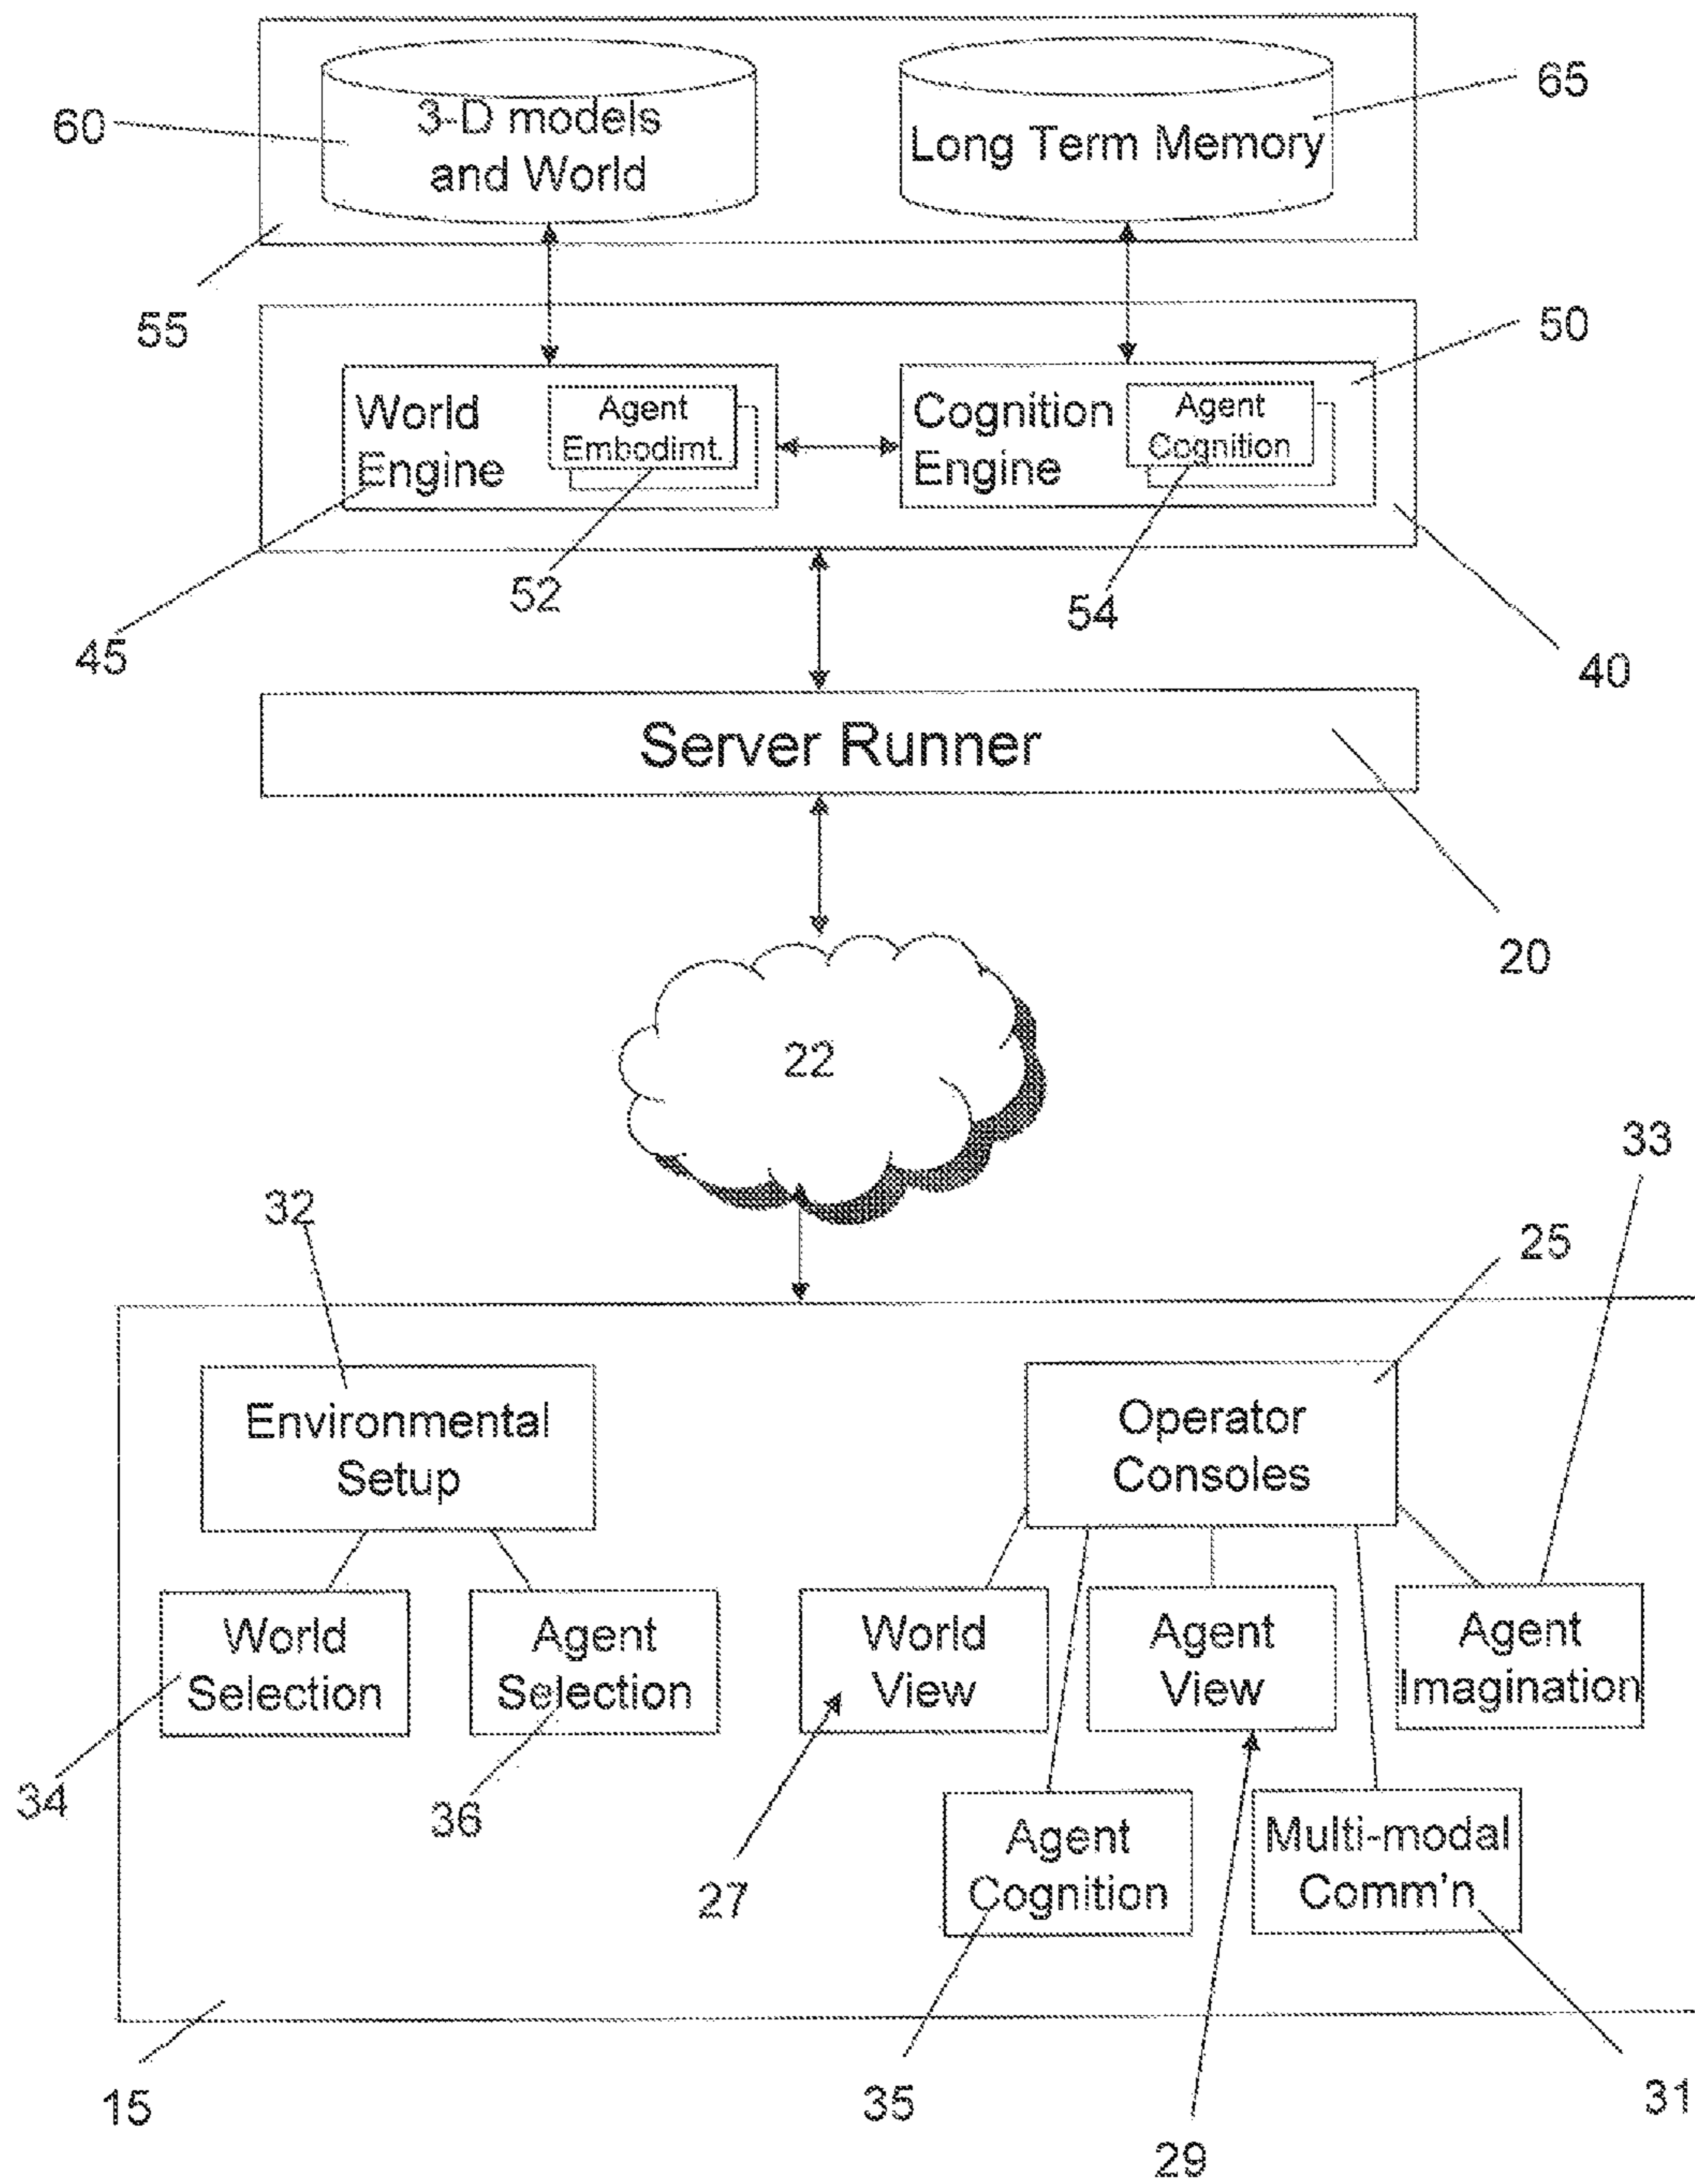 60
3-D models
and World
Long Term Memory
65
55
World
Engine
Agent
Embodimt.
Cognition
Engine
Agent
Cognition
50
45
52
54
40
Server Runner
20
22
33
32
25
Environmental
Setup
Operator
Consoles
World
Selection
Agent
Selection
World
View
Agent
View
Agent
Imagination
34
36
27
Agent
Cognition
Multi-modal
Comm'n
15
35
29
31